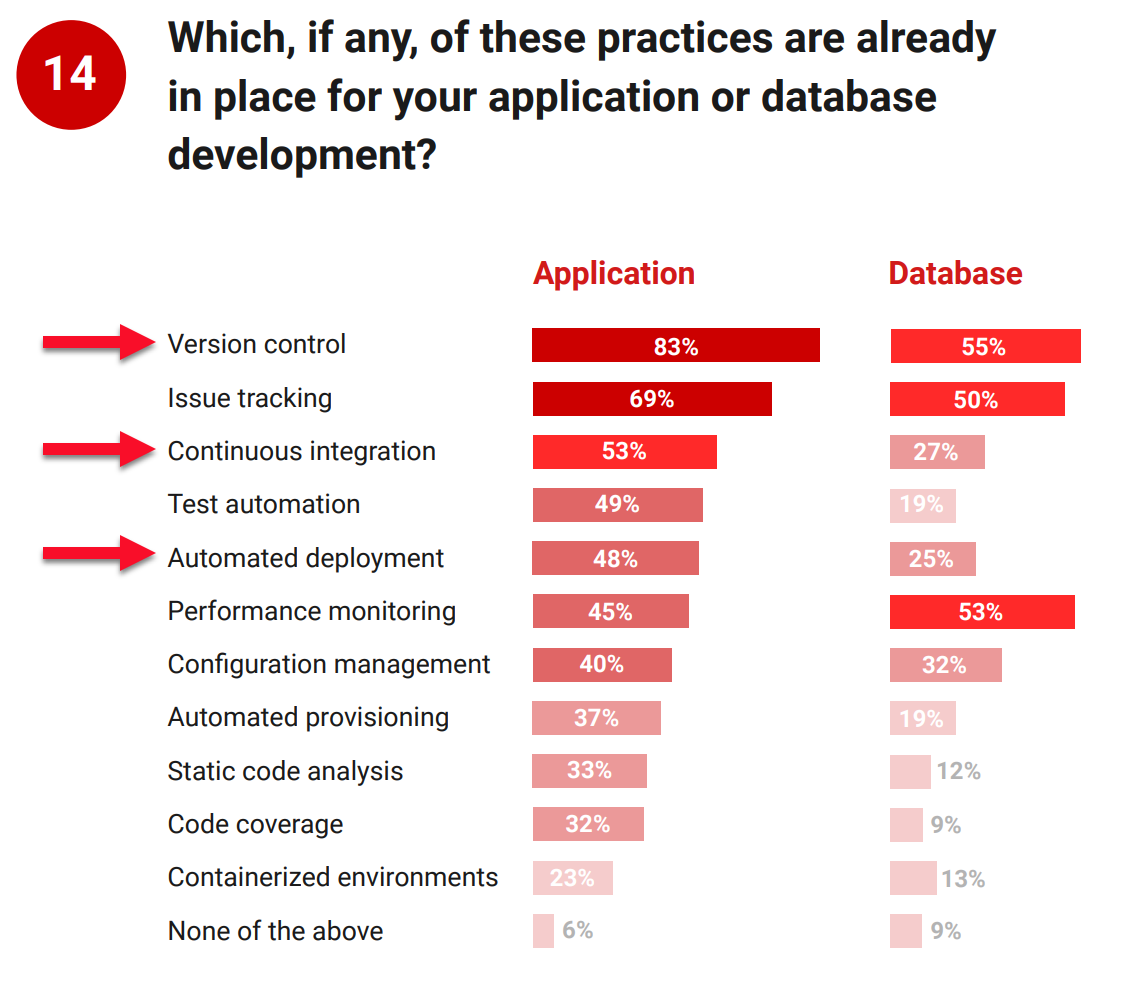 14
Which, if any, of these practices are already
in place for your application or database
development?
Application Database
Version control 83% 55%
Issue tracking 69% 50%
Continuous integration 53% 27%
Test automation 49% 19%
Automated deployment 48% 25%
Performance monitoring 45% 53%
Configuration management 40% 32%
Automated provisioning 37% 19%
Static code analysis 33% 12%
Code coverage 32% 9%
Containerized environments 23% 13%
None of the above 6% 9%